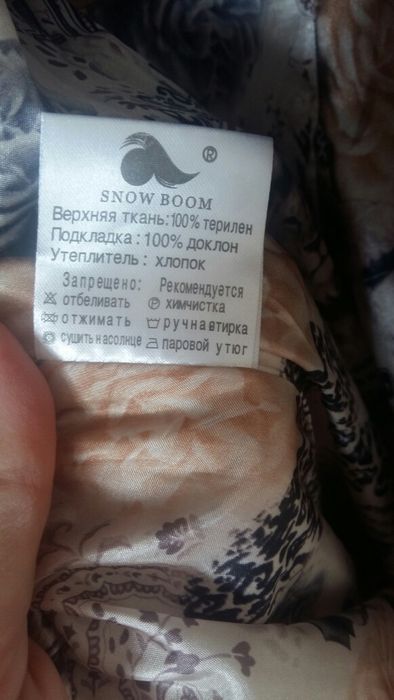 ®
SNOW BOOM
Верхняя ткань:100% терилен
Подкладка: 100% доклон
Утеплитель: хлопок
Запрещено: Рекомендуется
отбеливать Ⓟ химчистка
отжимать ручная втирка
сушить на солнце паровой утюг